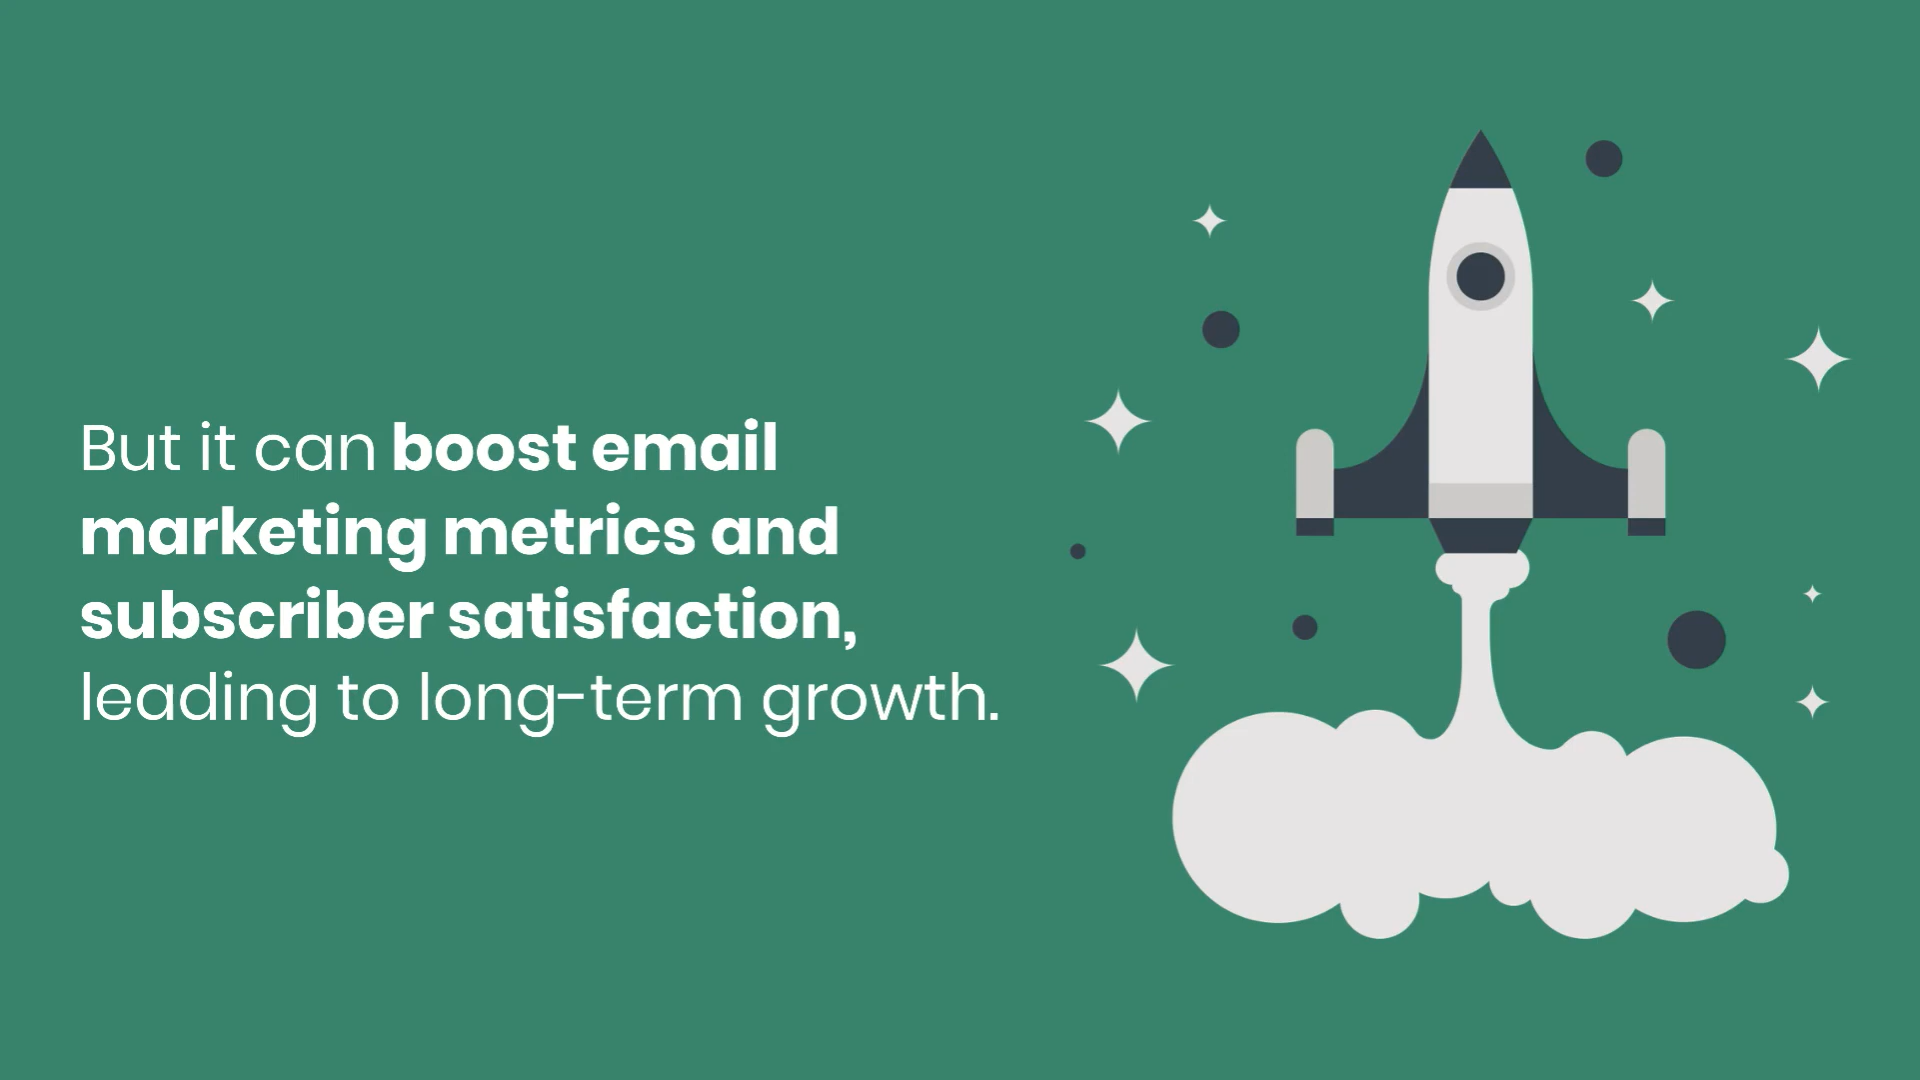 But it can boost email
marketing metrics and
subscriber satisfaction,
leading to long-term growth.